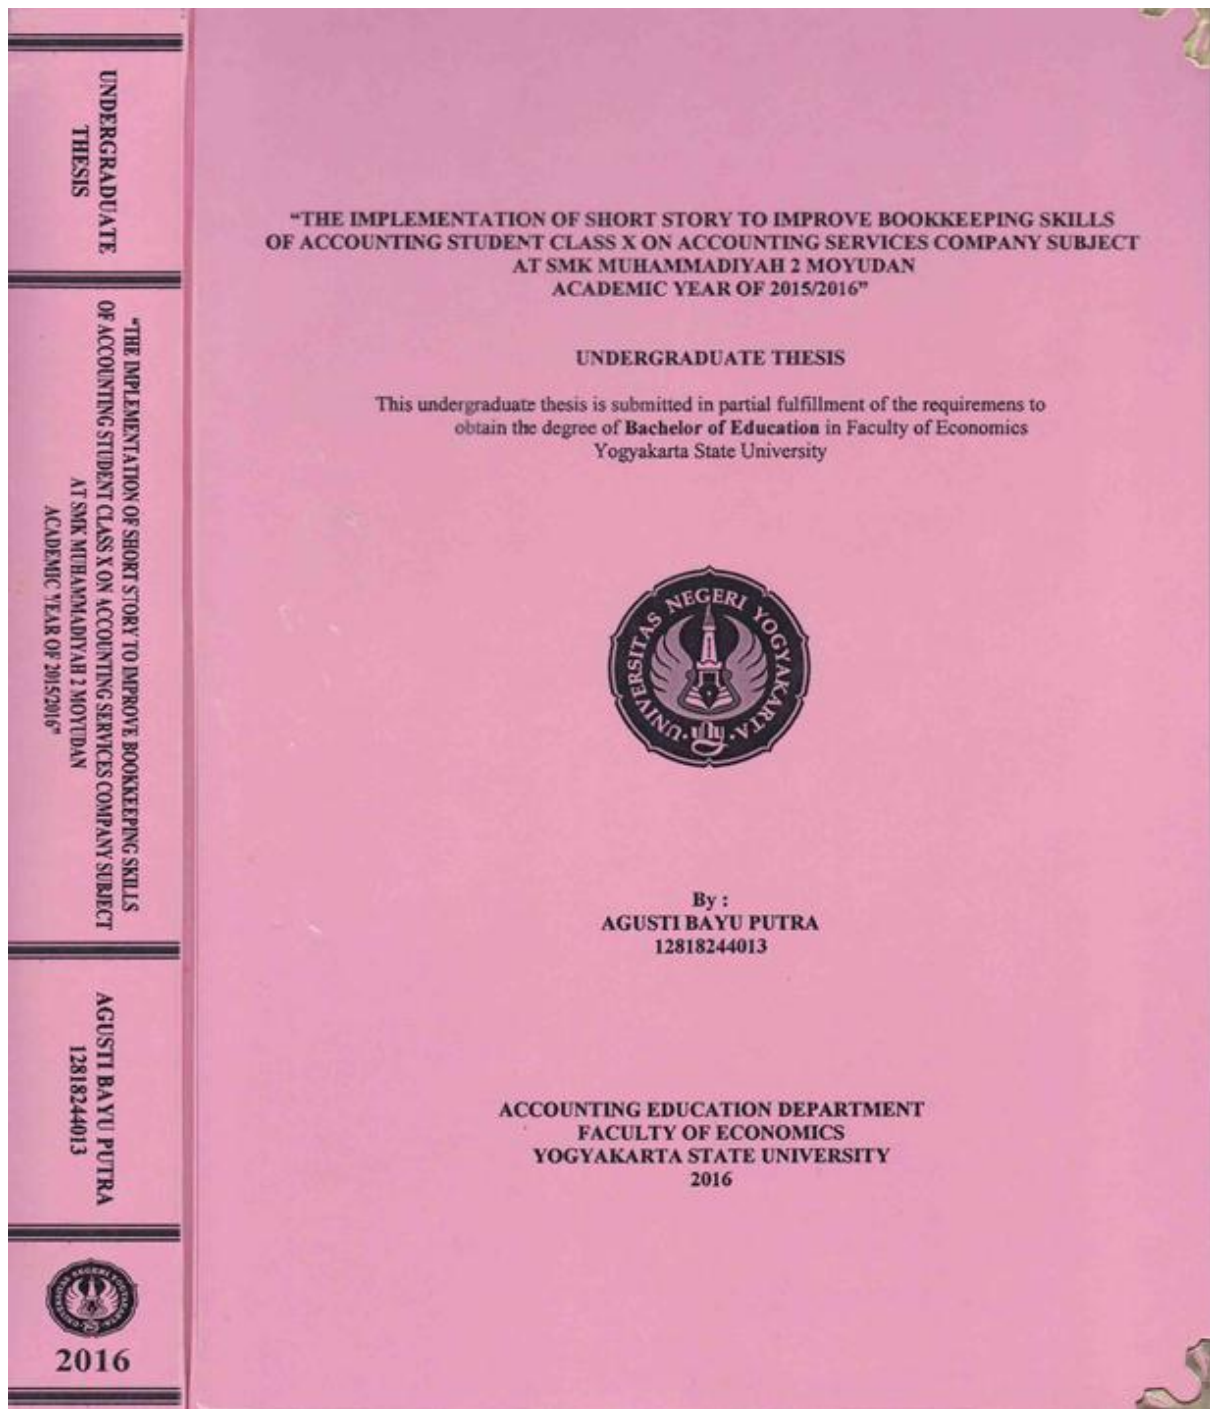 UNDERGRADUATE
THESIS
“THE IMPLEMENTATION OF SHORT STORY TO IMPROVE BOOKKEEPING SKILLS
OF ACCOUNTING STUDENT CLASS X ON ACCOUNTING SERVICES COMPANY SUBJECT
AT SMK MUHAMMADIYAH 2 MOYUDAN
ACADEMIC YEAR OF 2015/2016”
AGUSTI BAYU PUTRA
12818244013
UNIVERSITAS NEGERI YOGYAKARTA
2016
“THE IMPLEMENTATION OF SHORT STORY TO IMPROVE BOOKKEEPING SKILLS
OF ACCOUNTING STUDENT CLASS X ON ACCOUNTING SERVICES COMPANY SUBJECT
AT SMK MUHAMMADIYAH 2 MOYUDAN
ACADEMIC YEAR OF 2015/2016”
UNDERGRADUATE THESIS
This undergraduate thesis is submitted in partial fulfillment of the requiremens to
obtain the degree of Bachelor of Education in Faculty of Economics
Yogyakarta State University
UNIVERSITAS NEGERI YOGYAKARTA
By :
AGUSTI BAYU PUTRA
12818244013
ACCOUNTING EDUCATION DEPARTMENT
FACULTY OF ECONOMICS
YOGYAKARTA STATE UNIVERSITY
2016